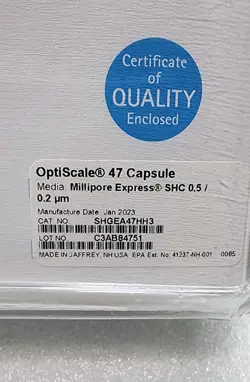 Certificate
of
QUALITY
Enclosed
OptiScale® 47 Capsule
Media: Millipore Express® SHC 0.5 /
0.2 µm
Manufacture Date: Jan 2023
CAT NO. SHGEA47HH3
LOT NO C3AB84751
MADE IN JAFFREY, NH USA EPA Est. No. 41237-NH-001 0085